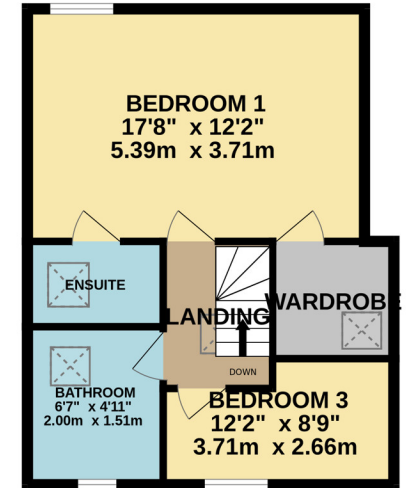 BEDROOM 1
17'8" x 12'2"
5.39m x 3.71m
ENSUITE
LANDING
WARDROBE
DOWN
BATHROOM
6'7" x 4'11"
2.00m x 1.51m
BEDROOM 3
12'2" x 8'9"
3.71m x 2.66m